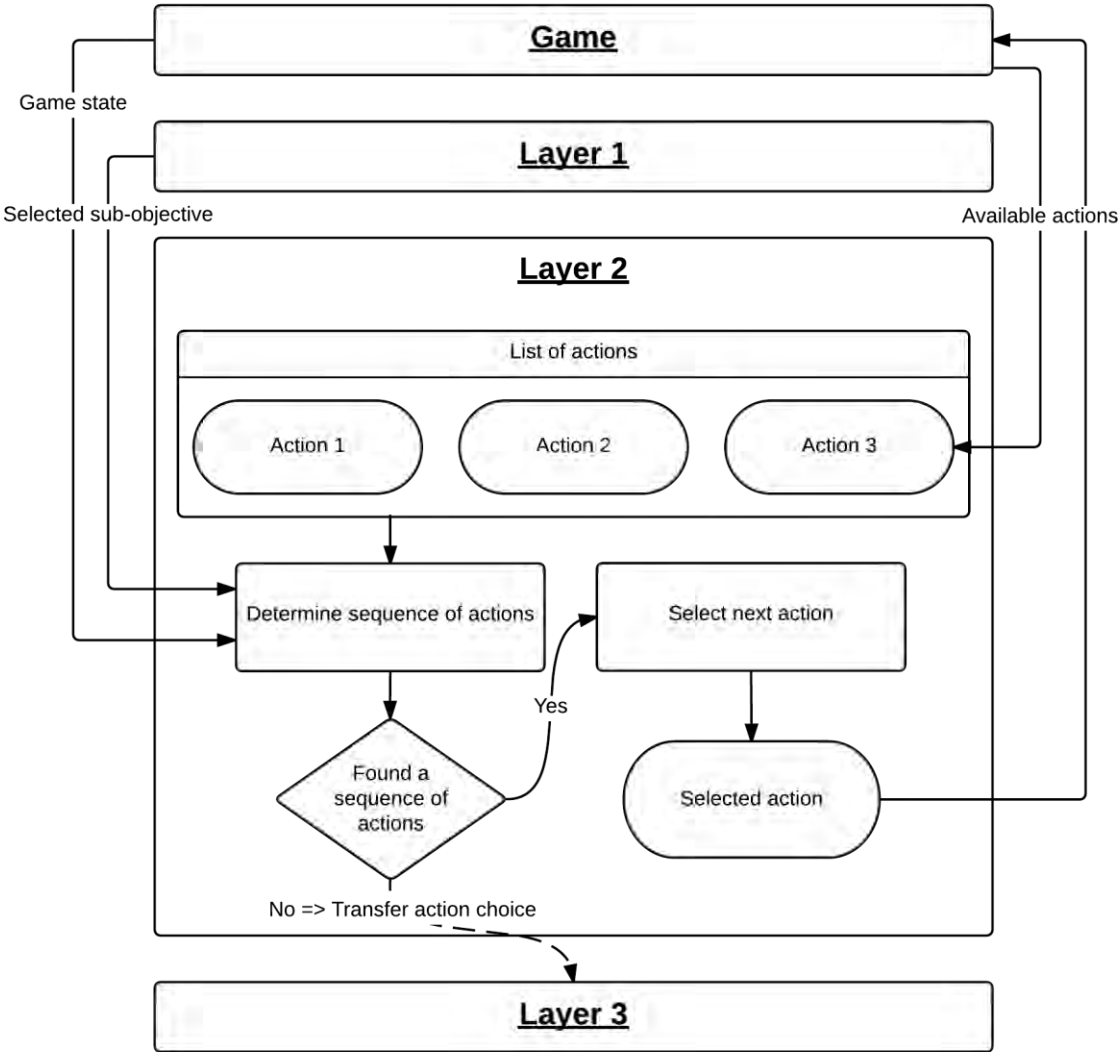 Game
Game state
Layer 1
Selected sub-objective
Available actions
Layer 2
List of actions
Action 1
Action 2
Action 3
Determine sequence of actions
Select next action
Yes
Found a
sequence of
actions
Selected action
No => Transfer action choice
Layer 3